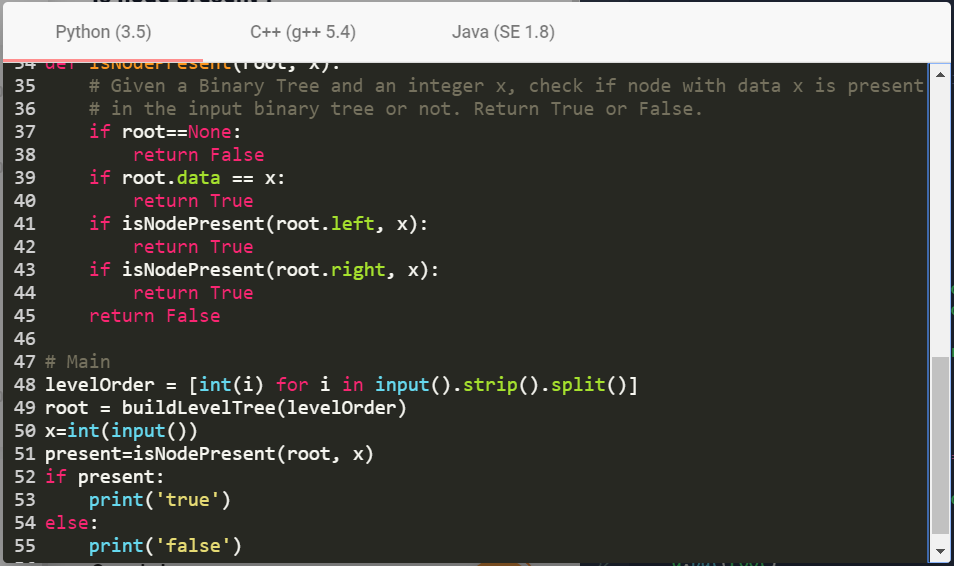 Python (3.5) C++ (g++ 5.4) Java (SE 1.8)
34 def isNodePresent(root, x):
35 # Given a Binary Tree and an integer x, check if node with data x is present
36 # in the input binary tree or not. Return True or False.
37 if root==None:
38 return False
39 if root.data == x:
40 return True
41 if isNodePresent(root.left, x):
42 return True
43 if isNodePresent(root.right, x):
44 return True
45 return False
46
47 # Main
48 levelOrder = [int(i) for i in input().strip().split()]
49 root = buildLevelTree(levelOrder)
50 x=int(input())
51 present=isNodePresent(root, x)
52 if present:
53 print('true')
54 else:
55 print('false')